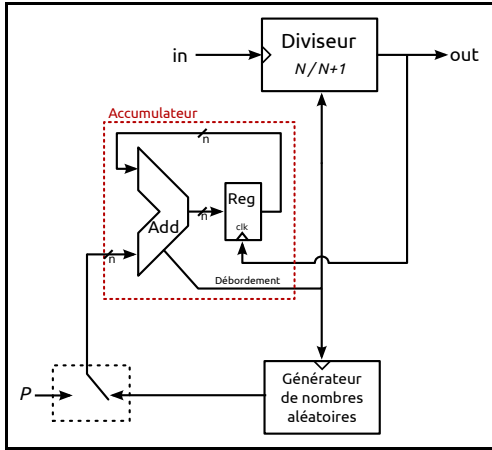 in
Diviseur
N / N+1
out
Accumulateur
n
Reg
n
clk
Add
n
Débordement
P
Générateur
de nombres
aléatoires